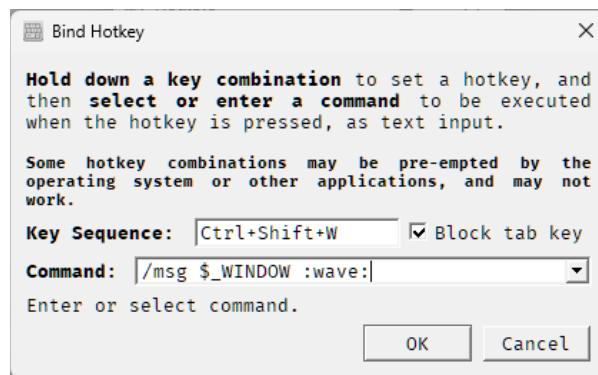 Bind Hotkey
Hold down a key combination to set a hotkey, and
then select or enter a command to be executed
when the hotkey is pressed, as text input.
Some hotkey combinations may be pre-empted by the
operating system or other applications, and may not
work.
Key Sequence: Ctrl+Shift+W Block tab key
Command: /msg $_WINDOW :wave:
Enter or select command.
OK Cancel